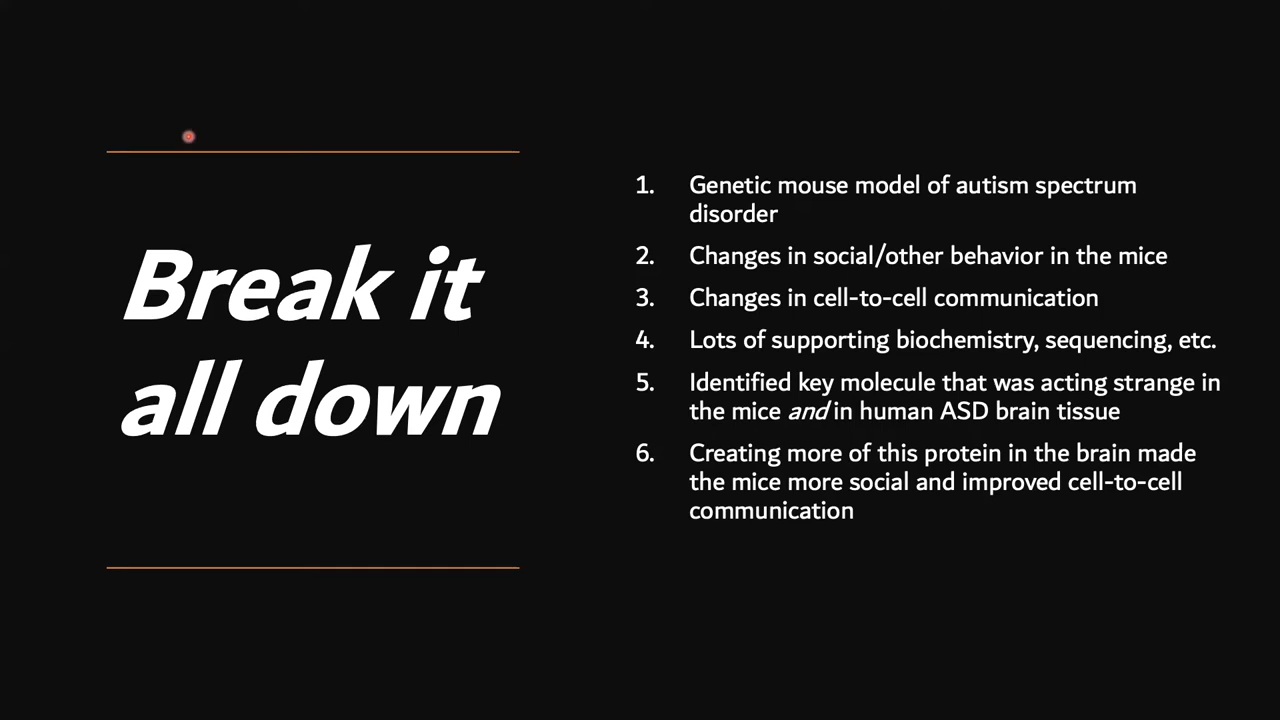 Break it
all down
1. Genetic mouse model of autism spectrum
disorder
2. Changes in social/other behavior in the mice
3. Changes in cell-to-cell communication
4. Lots of supporting biochemistry, sequencing, etc.
5. Identified key molecule that was acting strange in
the mice and in human ASD brain tissue
6. Creating more of this protein in the brain made
the mice more social and improved cell-to-cell
communication